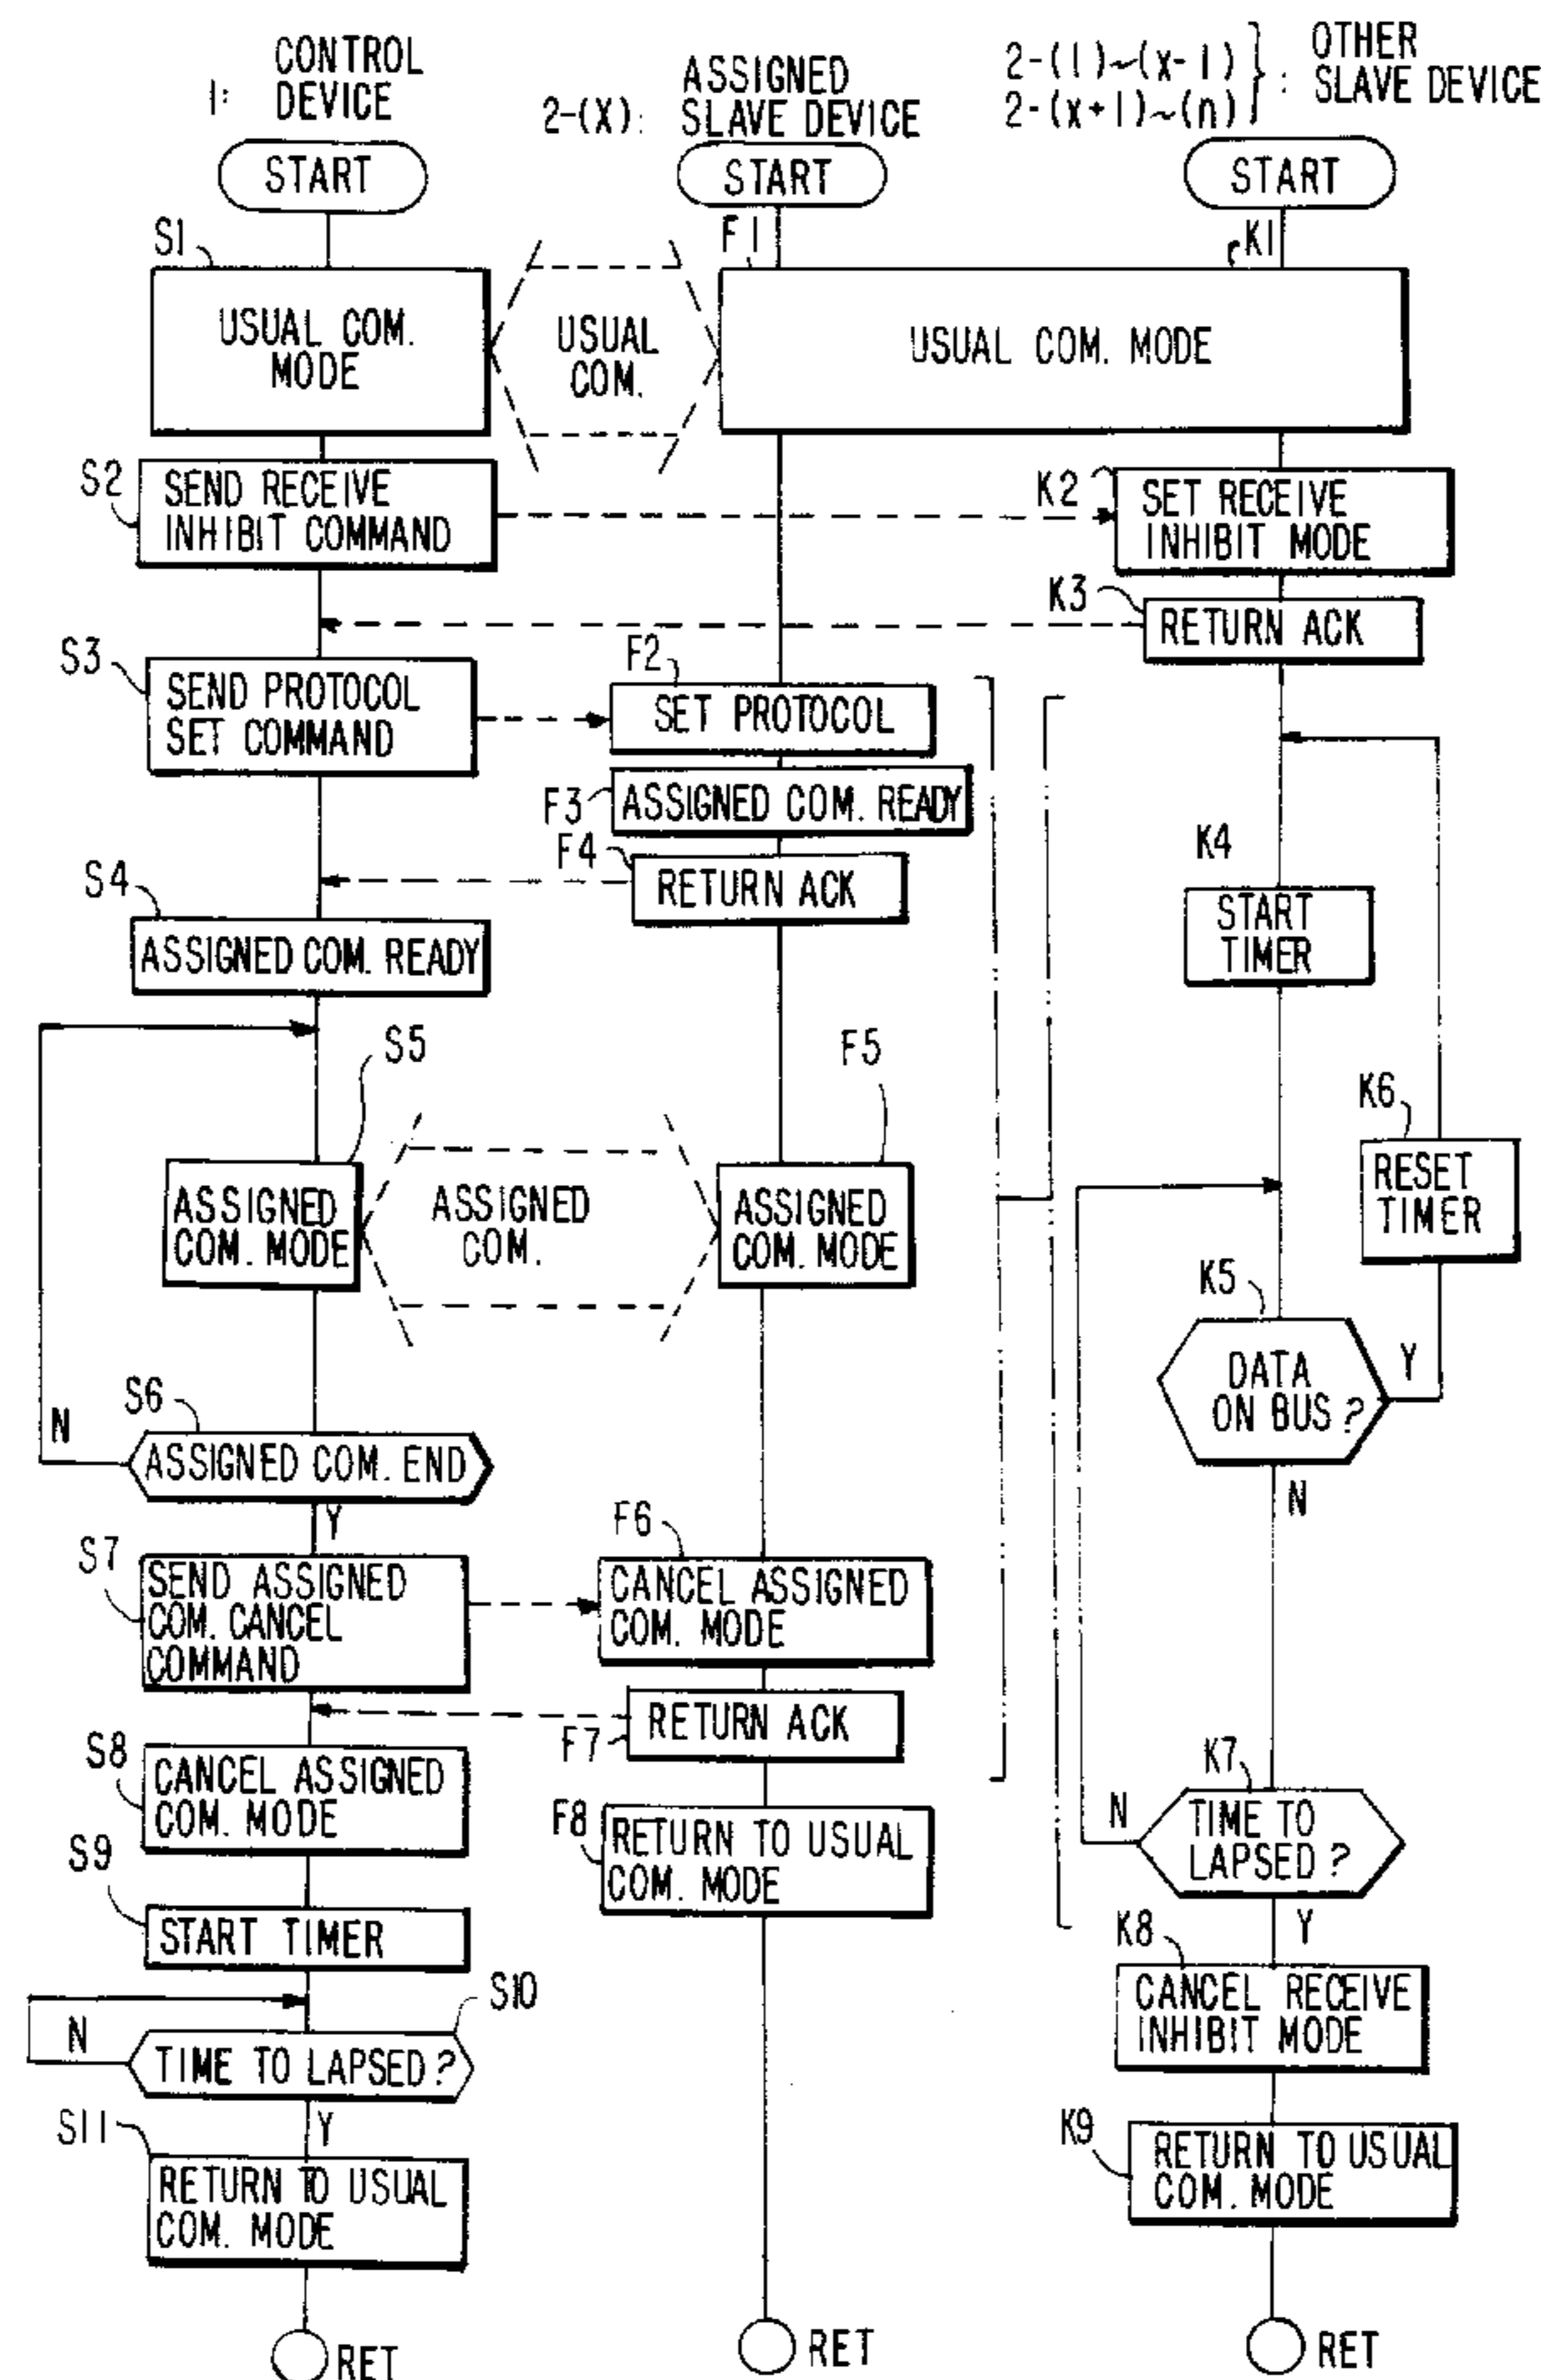 1: CONTROL DEVICE
2-(X): ASSIGNED SLAVE DEVICE
2-(1)~(x-1)
2-(x+1)~(n) } : OTHER SLAVE DEVICE
START
START
START
S1
F1
K1
USUAL COM.
MODE
USUAL
COM.
USUAL COM. MODE
S2
SEND RECEIVE
INHIBIT COMMAND
K2
SET RECEIVE
INHIBIT MODE
K3
RETURN ACK
S3
SEND PROTOCOL
SET COMMAND
F2
SET PROTOCOL
F3
ASSIGNED COM. READY
F4
RETURN ACK
K4
START
TIMER
S4
ASSIGNED COM. READY
S5
F5
ASSIGNED
COM. MODE
ASSIGNED
COM.
ASSIGNED
COM. MODE
K6
RESET
TIMER
K5
DATA
ON BUS?
Y
N
S6
N
ASSIGNED COM. END
Y
S7
SEND ASSIGNED
COM. CANCEL
COMMAND
F6
CANCEL ASSIGNED
COM. MODE
F7
RETURN ACK
S8
CANCEL ASSIGNED
COM. MODE
F8
RETURN TO USUAL
COM. MODE
K7
N
TIME TO
LAPSED?
Y
S9
START TIMER
K8
CANCEL RECEIVE
INHIBIT MODE
S10
N
TIME TO LAPSED?
Y
S11
RETURN TO USUAL
COM. MODE
K9
RETURN TO USUAL
COM. MODE
RET
RET
RET